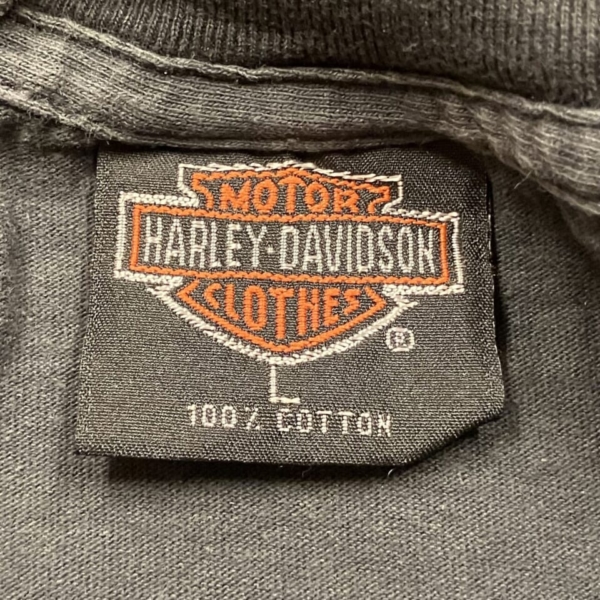 MOTOR
HARLEY-DAVIDSON
CLOTHES
®
L
100% COTTON